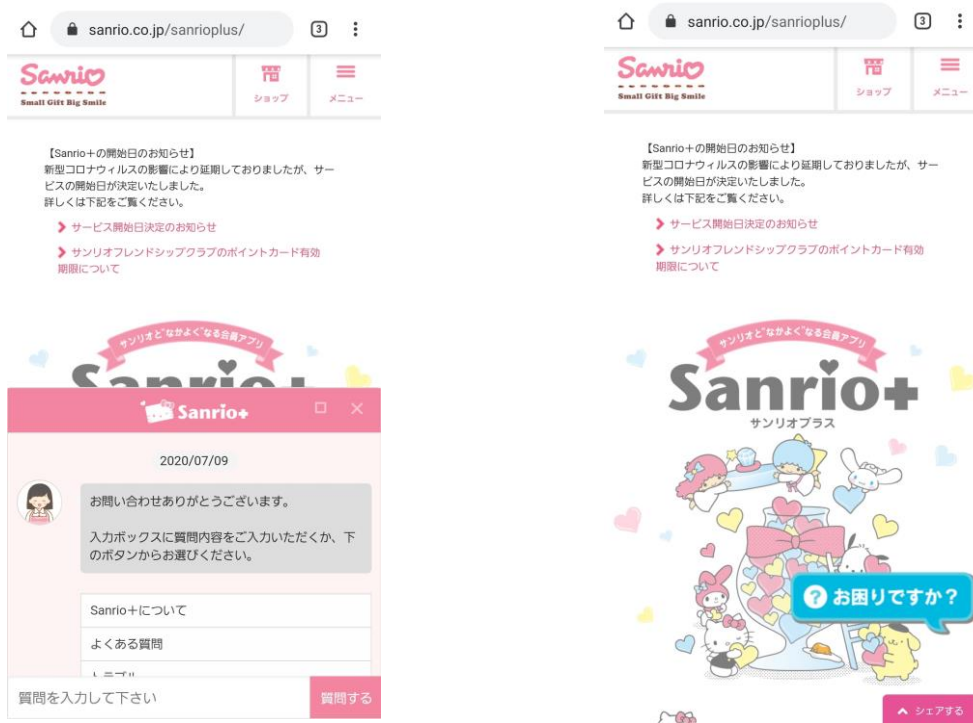 sanrio.co.jp/sanrioplus/
3
Sanrio
Small Gift Big Smile
ショップ
メニュー
【Sanrio+の開始日のお知らせ】
新型コロナウィルスの影響により延期しておりましたが、サー
ビスの開始日が決定いたしました。
詳しくは下記をご覧ください。
サービス開始日決定のお知らせ
サンリオフレンドシップクラブのポイントカード有効
期限について
サンリオと"なかよく"なる会員アプリ
Sanrio+
Sanrio+
2020/07/09
お問い合わせありがとうございます。
入力ボックスに質問内容をご入力いただくか、下
のボタンからお選びください。
Sanrio+について
よくある質問
トラブル
質問を入力して下さい
質問する
sanrio.co.jp/sanrioplus/
3
Sanrio
Small Gift Big Smile
ショップ
メニュー
【Sanrio+の開始日のお知らせ】
新型コロナウィルスの影響により延期しておりましたが、サー
ビスの開始日が決定いたしました。
詳しくは下記をご覧ください。
サービス開始日決定のお知らせ
サンリオフレンドシップクラブのポイントカード有効
期限について
サンリオと"なかよく"なる会員アプリ
Sanrio+
サンリオプラス
? お困りですか?
シェアする